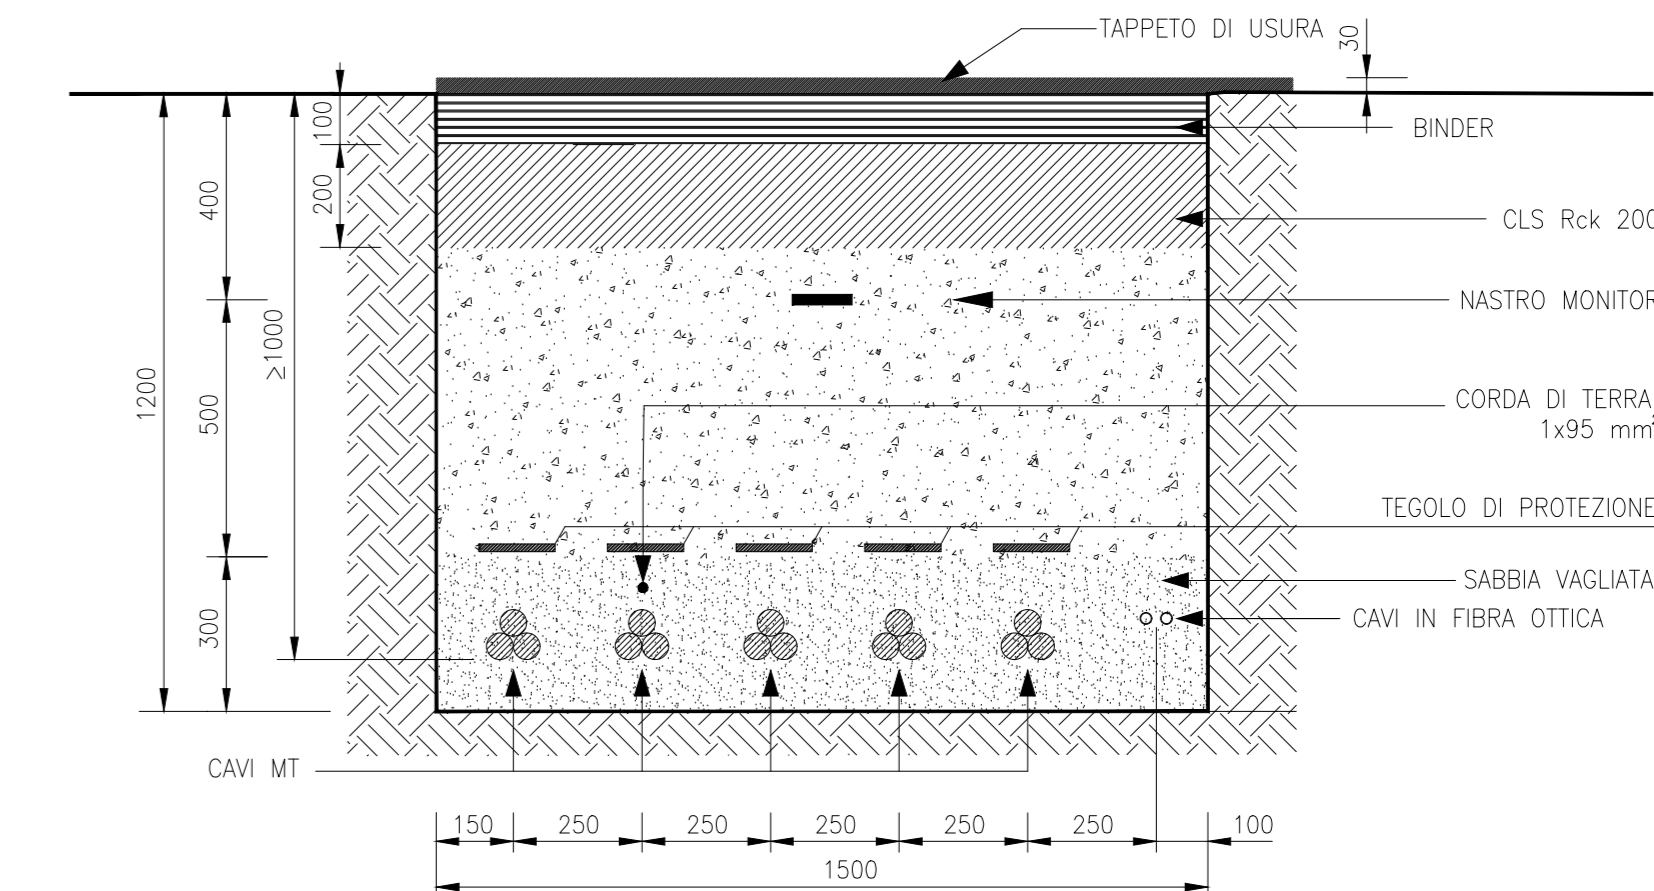 TAPPETO DI USURA
30
BINDER
100
200
400
CLS Rck 200
NASTRO MONITOR
≥1000
1200
500
CORDA DI TERRA
1x95 mm²
TEGOLO DI PROTEZIONE
SABBIA VAGLIATA
CAVI IN FIBRA OTTICA
300
CAVI MT
150 250 250 250 250 250 100
1500